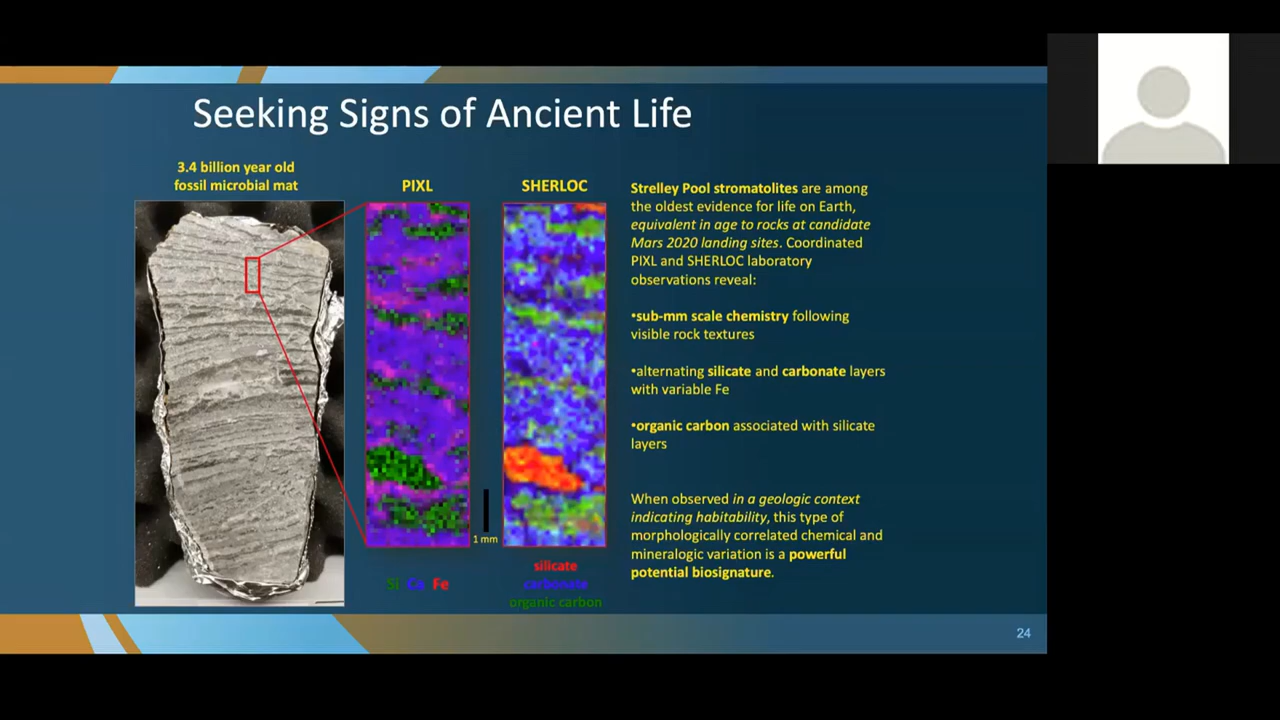 Seeking Signs of Ancient Life
3.4 billion year old
fossil microbial mat
PIXL
SHERLOC
1 mm
Si Ca Fe
silicate
carbonate
organic carbon
Strelley Pool stromatolites are among
the oldest evidence for life on Earth,
equivalent in age to rocks at candidate
Mars 2020 landing sites. Coordinated
PIXL and SHERLOC laboratory
observations reveal:
•sub-mm scale chemistry following
visible rock textures
•alternating silicate and carbonate layers
with variable Fe
•organic carbon associated with silicate
layers
When observed in a geologic context
indicating habitability, this type of
morphologically correlated chemical and
mineralogic variation is a powerful
potential biosignature.
24